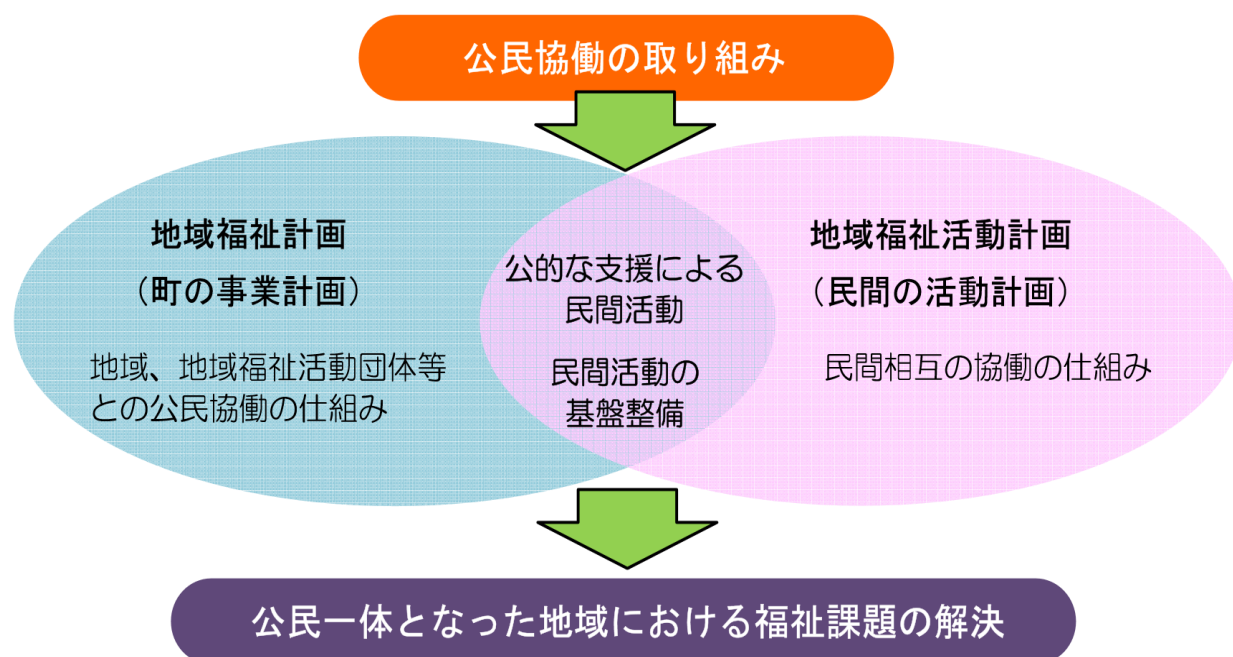 公民協働の取り組み
地域福祉計画
（町の事業計画）
地域、地域福祉活動団体等
との公民協働の仕組み
公的な支援による
民間活動
民間活動の
基盤整備
地域福祉活動計画
（民間の活動計画）
民間相互の協働の仕組み
公民一体となった地域における福祉課題の解決